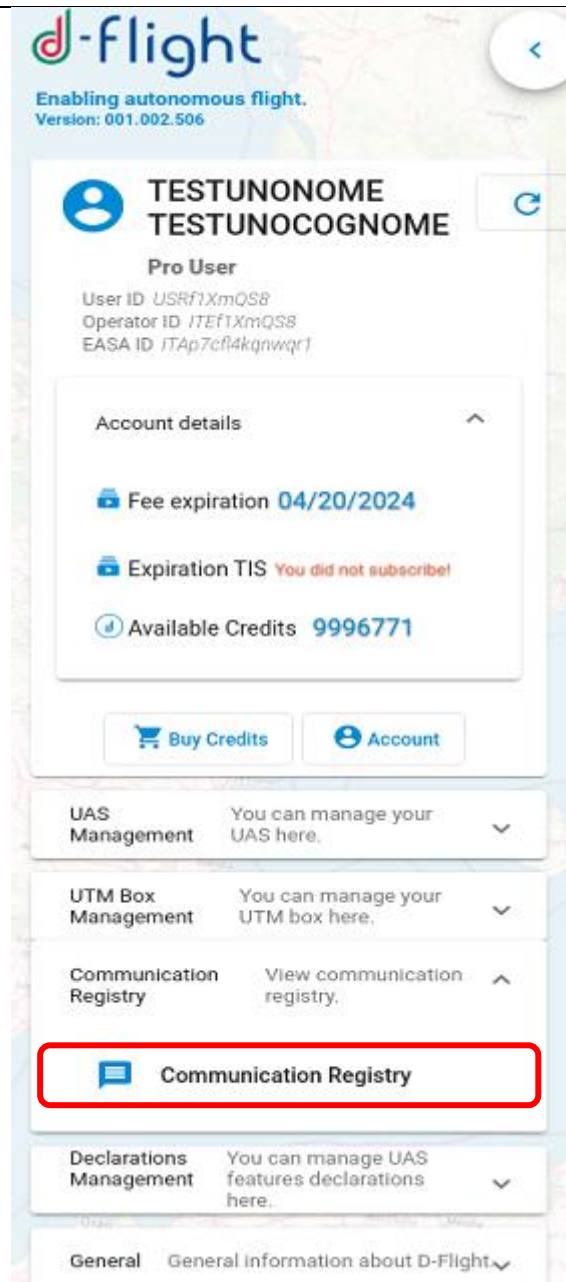 d-flight
Enabling autonomous flight.
Version: 001.002.506
TESTUNONOME
TESTUNOCOGNOME
Pro User
User ID USRf1XmQS8
Operator ID ITEf1XmQS8
EASA ID ITAp7cfl4kqnwqr1
Account details
Fee expiration 04/20/2024
Expiration TIS You did not subscribe!
Available Credits 9996771
Buy Credits Account
UAS You can manage your
Management UAS here.
UTM Box You can manage your
Management UTM box here.
Communication View communication
Registry registry.
Communication Registry
Declarations You can manage UAS
Management features declarations
here.
General General information about D-Flight